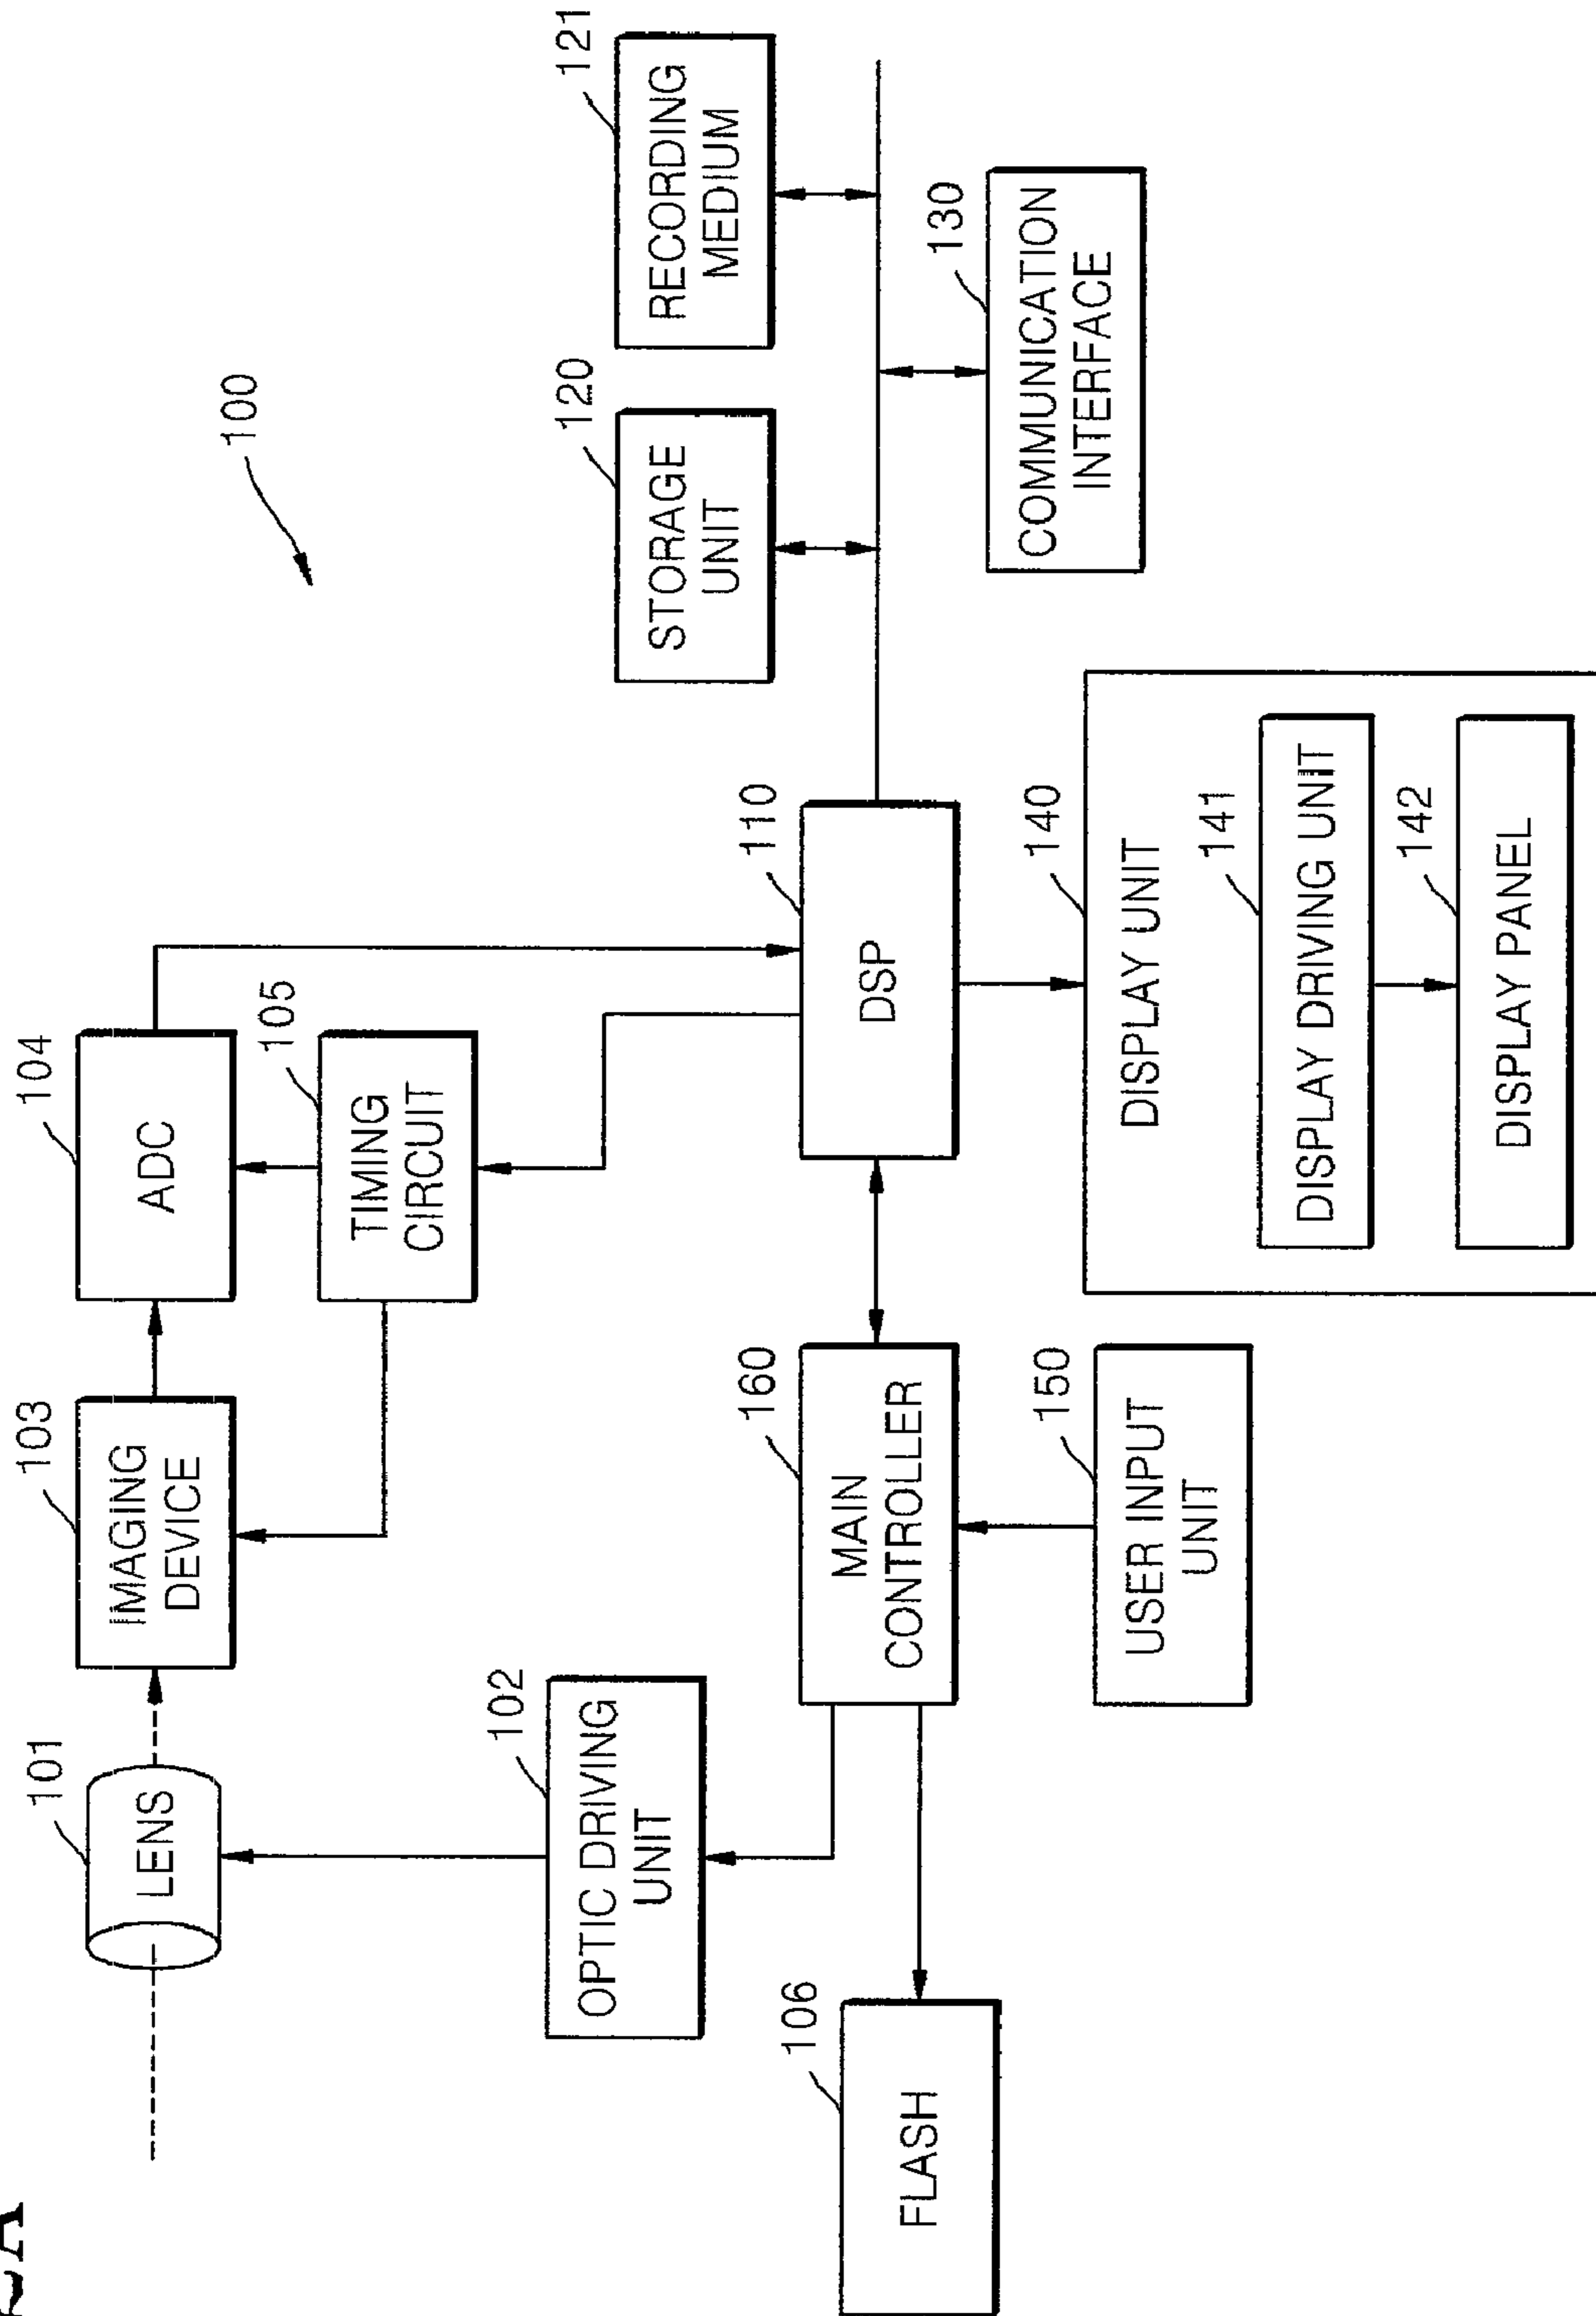 100
101
LENS
102
OPTIC DRIVING
UNIT
103
IMAGING
DEVICE
104
ADC
105
TIMING
CIRCUIT
106
FLASH
160
MAIN
CONTROLLER
150
USER INPUT
UNIT
110
DSP
120
STORAGE
UNIT
121
RECORDING
MEDIUM
130
COMMUNICATION
INTERFACE
140
DISPLAY UNIT
141
DISPLAY DRIVING UNIT
142
DISPLAY PANEL